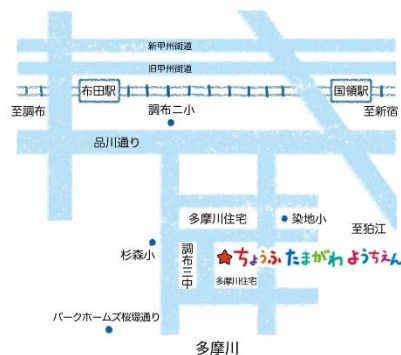 新甲州街道
旧甲州街道
布田駅
国領駅
至調布
調布二小
至新宿
品川通り
多摩川住宅
染地小
至狛江
杉森小
調布三中
ちょうふ たまがわ ようちえん
多摩川住宅
パークホームズ桜堤通り
多摩川